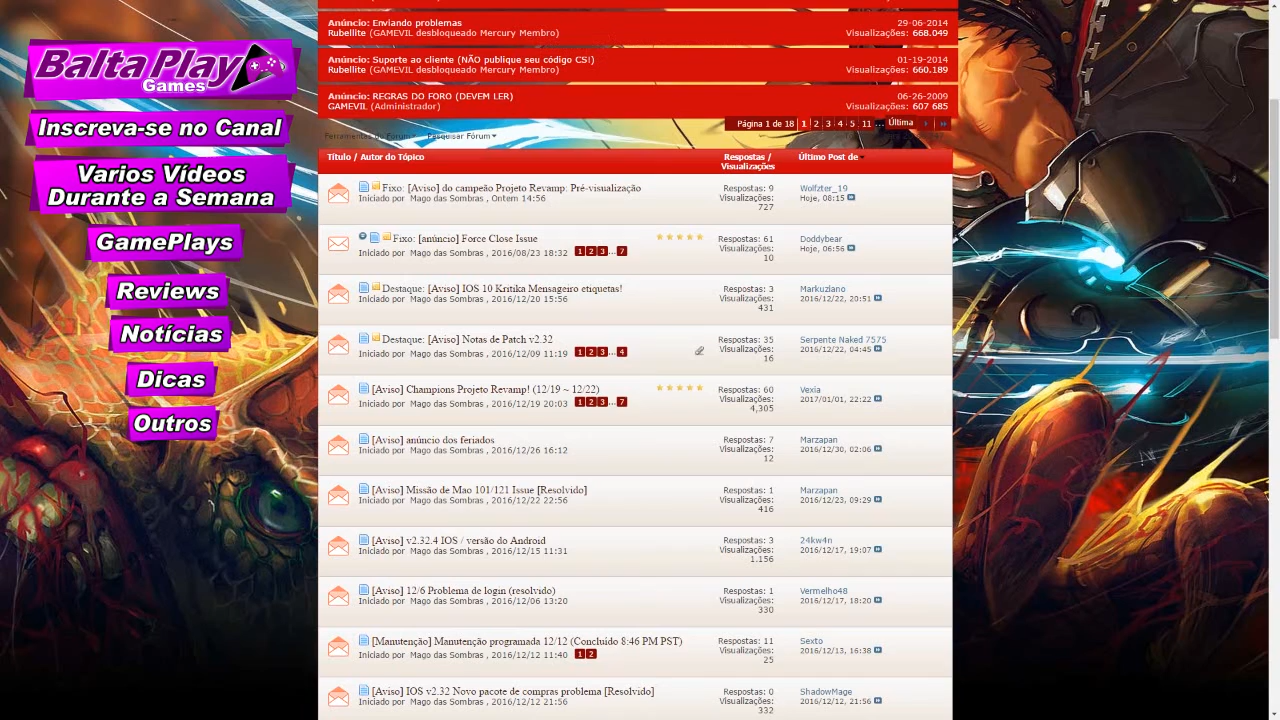 Balta Play
Games
Inscreva-se no Canal
Varios Vídeos
Durante a Semana
GamePlays
Reviews
Notícias
Dicas
Outros
Anúncio: Enviando problemas
29-06-2014
Rubellite (GAMEVIL desbloqueado Mercury Membro)
Visualizações: 668.049
Anúncio: Suporte ao cliente (NÃO publique seu código CS!)
01-19-2014
Rubellite (GAMEVIL desbloqueado Mercury Membro)
Visualizações: 660.189
Anúncio: REGRAS DO FORO (DEVEM LER)
06-26-2009
GAMEVIL (Administrador)
Visualizações: 607 685
Página 1 de 18 1 2 3 4 5 11 ... Última
Ferramentas do Fórum Pesquisar Fórum
Título / Autor do Tópico
Respostas /
Visualizações
Último Post de
Fixo: [Aviso] do campeão Projeto Revamp: Pré-visualização
Iniciado por Mago das Sombras , Ontem 14:56
Respostas: 9
Visualizações:
727
Wolfzter_19
Hoje, 08:15
Fixo: [anúncio] Force Close Issue
Iniciado por Mago das Sombras , 2016/08/23 18:32 1 2 3 ... 7
Respostas: 61
Visualizações:
10
Doddybear
Hoje, 06:56
Destaque: [Aviso] IOS 10 Kritika Mensageiro etiquetas!
Iniciado por Mago das Sombras , 2016/12/20 15:56
Respostas: 3
Visualizações:
431
Markuziano
2016/12/22, 20:51
Destaque: [Aviso] Notas de Patch v2.32
Iniciado por Mago das Sombras , 2016/12/09 11:19 1 2 3 ... 4
Respostas: 35
Visualizações:
16
Serpente Naked 7575
2016/12/22, 04:45
[Aviso] Champions Projeto Revamp! (12/19 ~ 12/22)
Iniciado por Mago das Sombras , 2016/12/19 20:03 1 2 3 ... 7
Respostas: 60
Visualizações:
4,305
Vexia
2017/01/01, 22:22
[Aviso] anúncio dos feriados
Iniciado por Mago das Sombras , 2016/12/26 16:12
Respostas: 7
Visualizações:
12
Marzapan
2016/12/30, 02:06
[Aviso] Missão de Mao 101/121 Issue [Resolvido]
Iniciado por Mago das Sombras , 2016/12/22 22:56
Respostas: 1
Visualizações:
416
Marzapan
2016/12/23, 09:29
[Aviso] v2.32.4 IOS / versão do Android
Iniciado por Mago das Sombras , 2016/12/15 11:31
Respostas: 3
Visualizações:
1.156
24kw4n
2016/12/17, 19:07
[Aviso] 12/6 Problema de login (resolvido)
Iniciado por Mago das Sombras , 2016/12/06 13:20
Respostas: 1
Visualizações:
330
Vermelho48
2016/12/17, 18:20
[Manutenção] Manutenção programada 12/12 (Concluído 8:46 PM PST)
Iniciado por Mago das Sombras , 2016/12/12 11:40 1 2
Respostas: 11
Visualizações:
25
Sexto
2016/12/13, 16:38
[Aviso] IOS v2.32 Novo pacote de compras problema [Resolvido]
Iniciado por Mago das Sombras , 2016/12/12 21:56
Respostas: 0
Visualizações:
332
ShadowMage
2016/12/12, 21:56